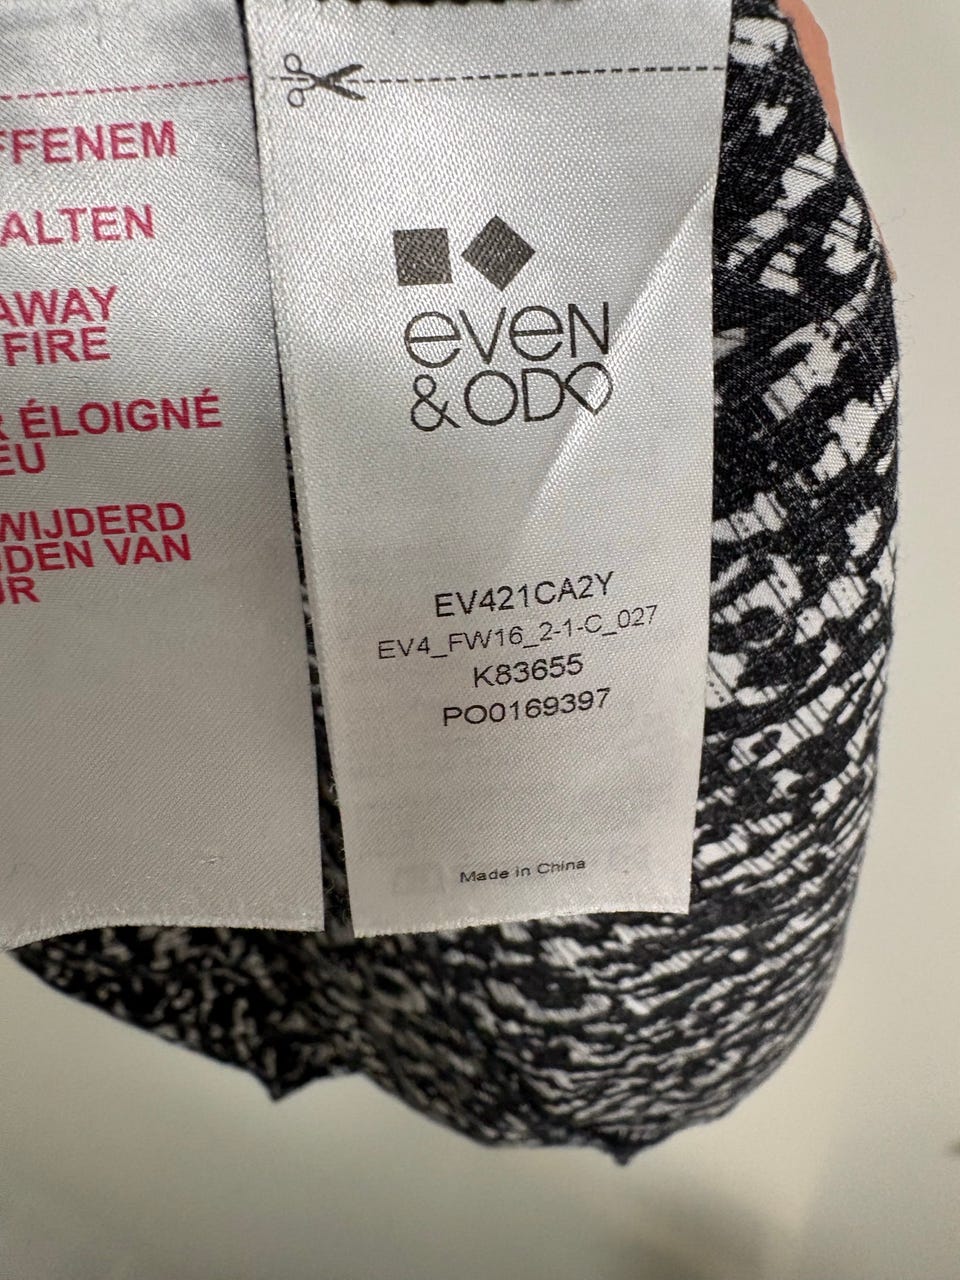 FFENEM
ALTEN
AWAY
FIRE
R ÉLOIGNÉ
EU
WIJDERD
DEN VAN
UR
even
&ODD
EV421CA2Y
EV4_FW16_2-1-C_027
K83655
PO0169397
Made in China